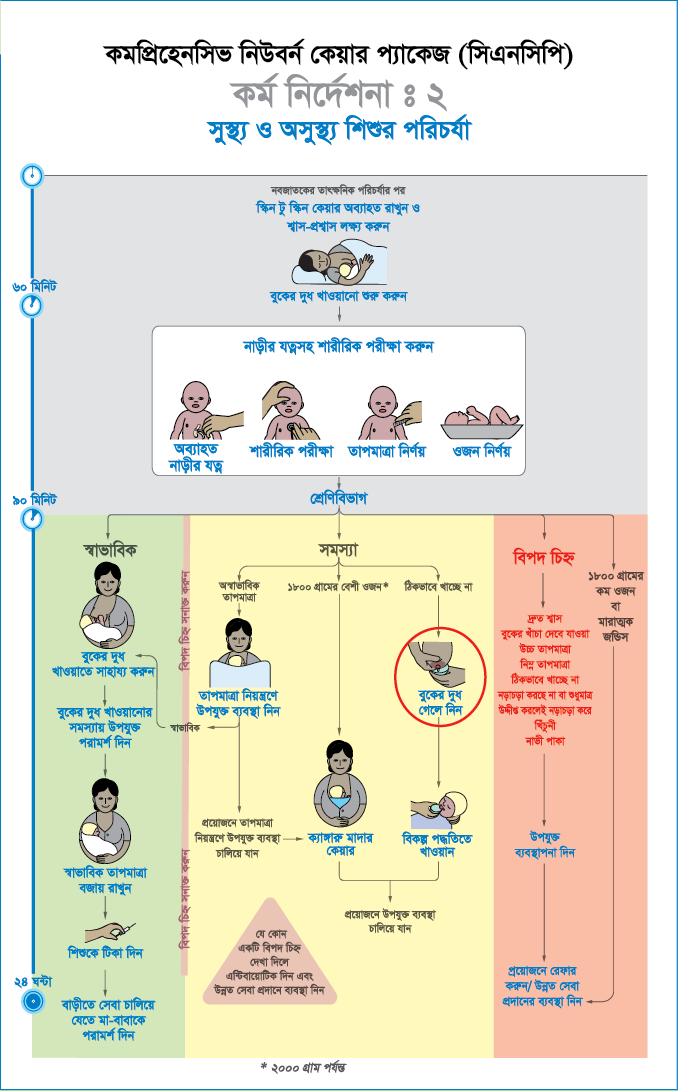 কমপ্রিহেনসিভ নিউবর্ন কেয়ার প্যাকেজ (সিএনসিপি)
কর্ম নির্দেশনা ঃ ২
সুস্থ্য ও অসুস্থ্য শিশুর পরিচর্যা
নবজাতকের তাৎক্ষনিক পরিচর্যার পর
স্কিন টু স্কিন কেয়ার অব্যাহত রাখুন ও
শ্বাস-প্রশ্বাস লক্ষ্য করুন
বুকের দুধ খাওয়ানো শুরু করুন
৬০ মিনিট
নাড়ীর যত্নসহ শারীরিক পরীক্ষা করুন
অব্যাহত
নাড়ীর যত্ন
শারীরিক পরীক্ষা
তাপমাত্রা নির্ণয়
ওজন নির্ণয়
৯০ মিনিট
শ্রেণিবিভাগ
স্বাভাবিক
বুকের দুধ
খাওয়াতে সাহায্য করুন
বুকের দুধ খাওয়ানোর
সমস্যায় উপযুক্ত
পরামর্শ দিন
স্বাভাবিক তাপমাত্রা
বজায় রাখুন
শিশুকে টিকা দিন
২৪ ঘন্টা
বাড়ীতে সেবা চালিয়ে
যেতে মা-বাবাকে
পরামর্শ দিন
বিপদ চিহ্ন সনাক্ত করুন
বিপদ চিহ্ন সনাক্ত করুন
সমস্যা
অস্বাভাবিক
তাপমাত্রা
তাপমাত্রা নিয়ন্ত্রণে
উপযুক্ত ব্যবস্থা নিন
স্বাভাবিক
প্রয়োজনে তাপমাত্রা
নিয়ন্ত্রণে উপযুক্ত ব্যবস্থা
চালিয়ে যান
১৮০০ গ্রামের বেশী ওজন*
ক্যাঙ্গারু মাদার
কেয়ার
ঠিকভাবে খাচ্ছে না
বুকের দুধ
গেলে নিন
বিকল্প পদ্ধতিতে
খাওয়ান
প্রয়োজনে উপযুক্ত ব্যবস্থা
চালিয়ে যান
যে কোন
একটি বিপদ চিহ্ন
দেখা দিলে
এন্টিবায়োটিক দিন এবং
উন্নত সেবা প্রদানে ব্যবস্থা নিন
বিপদ চিহ্ন
দ্রুত শ্বাস
বুকের খাঁচা দেবে যাওয়া
উচ্চ তাপমাত্রা
নিম্ন তাপমাত্রা
ঠিকভাবে খাচ্ছে না
নড়াচড়া করছে না বা শুধুমাত্র
উদ্দীপ্ত করলেই নড়াচড়া করে
খিঁচুনী
নাভী পাকা
উপযুক্ত
ব্যবস্থাপনা দিন
প্রয়োজনে রেফার
করুন/ উন্নত সেবা
প্রদানের ব্যবস্থা নিন
১৮০০ গ্রামের
কম ওজন
বা
মারাত্মক
জন্ডিস
* ২০০০ গ্রাম পর্যন্ত